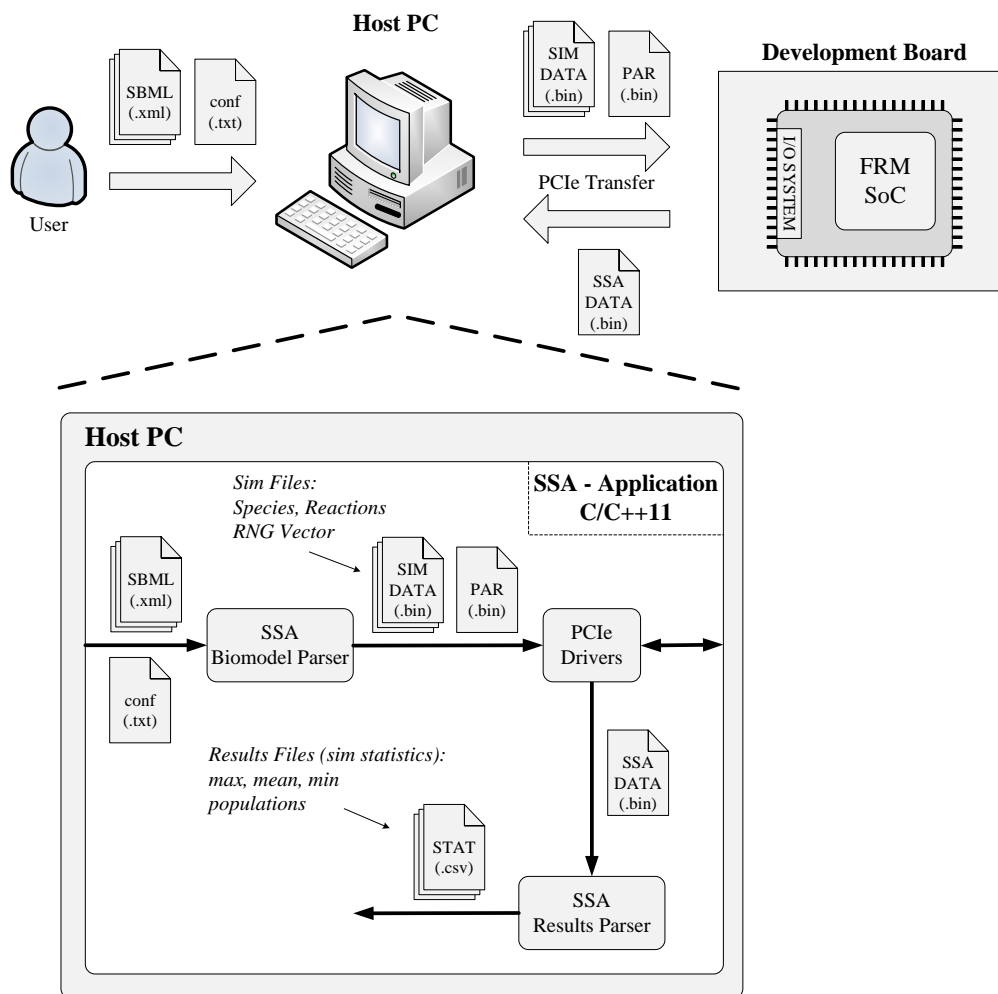 Host PC
SBML
(.xml)
conf
(.txt)
User
SIM
DATA
(.bin)
PAR
(.bin)
PCIe Transfer
SSA
DATA
(.bin)
Development Board
I/O SYSTEM
FRM
SoC
Host PC
SSA - Application
C/C++11
Sim Files:
Species, Reactions
RNG Vector
SBML
(.xml)
conf
(.txt)
SSA
Biomodel Parser
SIM
DATA
(.bin)
PAR
(.bin)
PCIe
Drivers
SSA
DATA
(.bin)
Results Files (sim statistics):
max, mean, min
populations
STAT
(.csv)
SSA
Results Parser